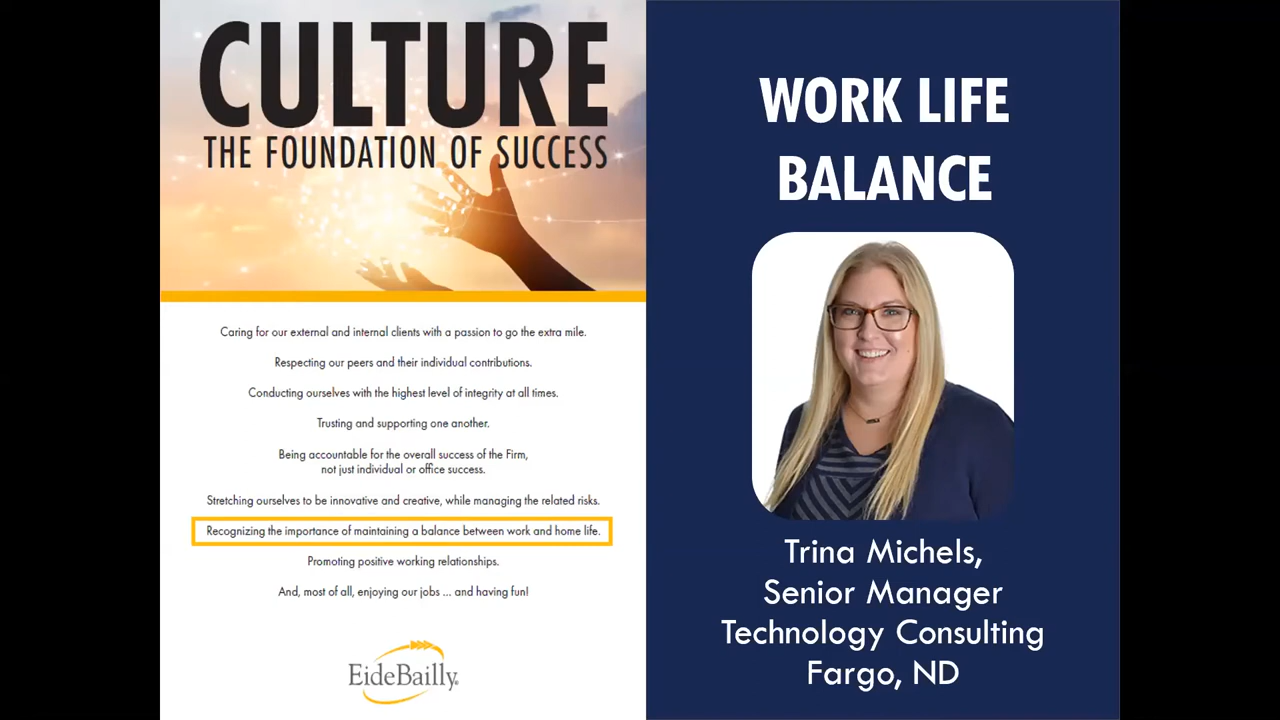 CULTURE
THE FOUNDATION OF SUCCESS
Caring for our external and internal clients with a passion to go the extra mile.
Respecting our peers and their individual contributions.
Conducting ourselves with the highest level of integrity at all times.
Trusting and supporting one another.
Being accountable for the overall success of the Firm,
not just individual or office success.
Stretching ourselves to be innovative and creative, while managing the related risks.
Recognizing the importance of maintaining a balance between work and home life.
Promoting positive working relationships.
And, most of all, enjoying our jobs ... and having fun!
EideBailly®
WORK LIFE
BALANCE
Trina Michels,
Senior Manager
Technology Consulting
Fargo, ND